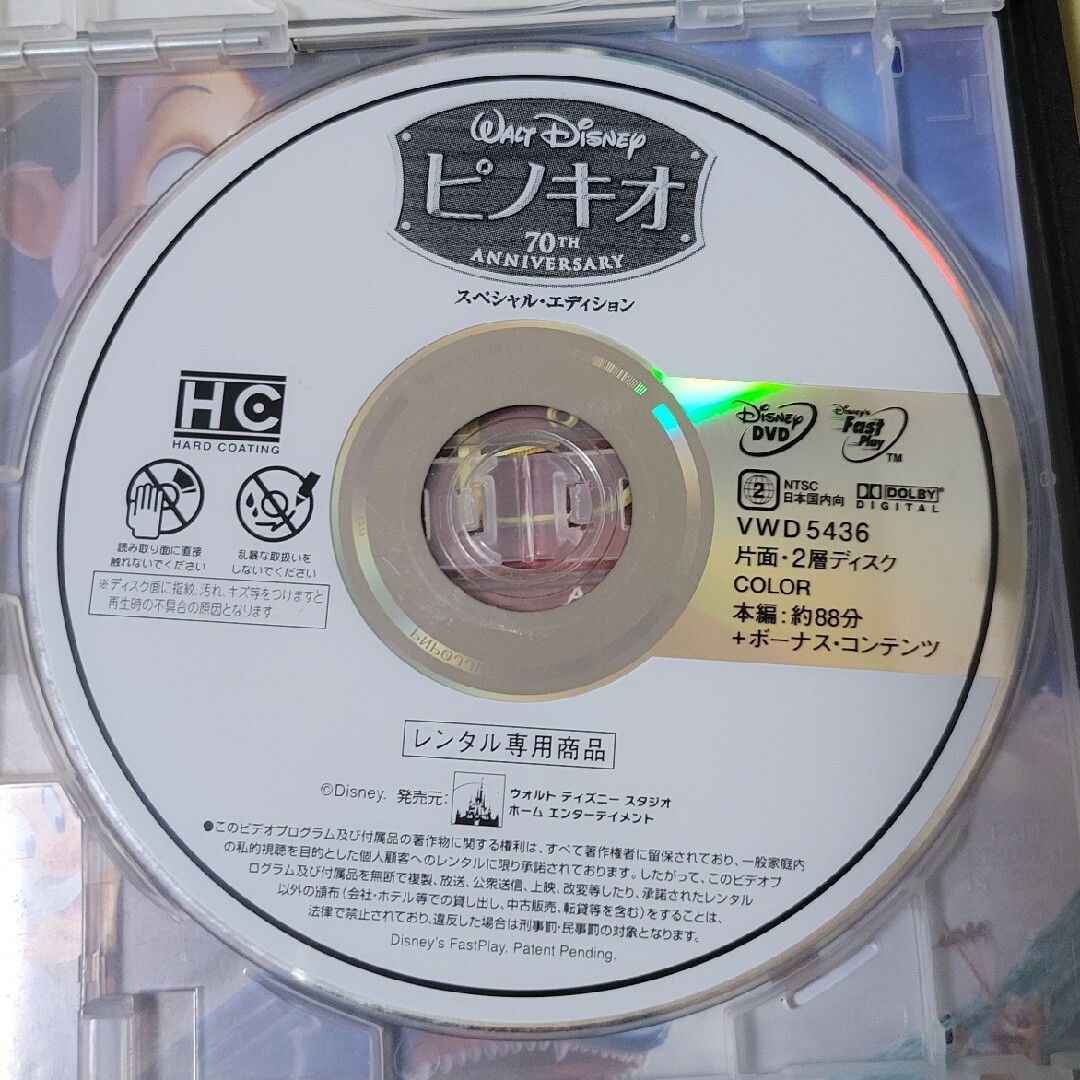 WALT DISNEY
ピノキオ
70TH
ANNIVERSARY
スペシャル・エディション
HC
HARD COATING
読み取り面に直接
触れないでください
乱暴な取扱いを
しないでください
※ディスク面に指紋、汚れ、キズ等をつけますと
再生時の不具合の原因となります
DISNEY
DVD
DISNEY'S
Fast
Play
TM
2
NTSC
日本国内向
DOLBY
DIGITAL
VWD5436
片面・2層ディスク
COLOR
本編：約88分
＋ボーナス・コンテンツ
レンタル専用商品
©Disney. 発売元：
ウォルト ディズニー スタジオ
ホーム エンターテイメント
●このビデオプログラム及び付属品の著作物に関する権利は、すべて著作権者に留保されており、一般家庭内
の私的視聴を目的とした個人顧客へのレンタルに限り承諾されております。したがって、このビデオプ
ログラム及び付属品を無断で複製、放送、公衆送信、上映、改変等したり、承諾されたレンタル
以外の頒布（会社・ホテル等での貸し出し、中古販売、転貸等を含む）をすることは、
法律で禁止されており、違反した場合は刑事罰・民事罰の対象となります。
Disney's FastPlay. Patent Pending.